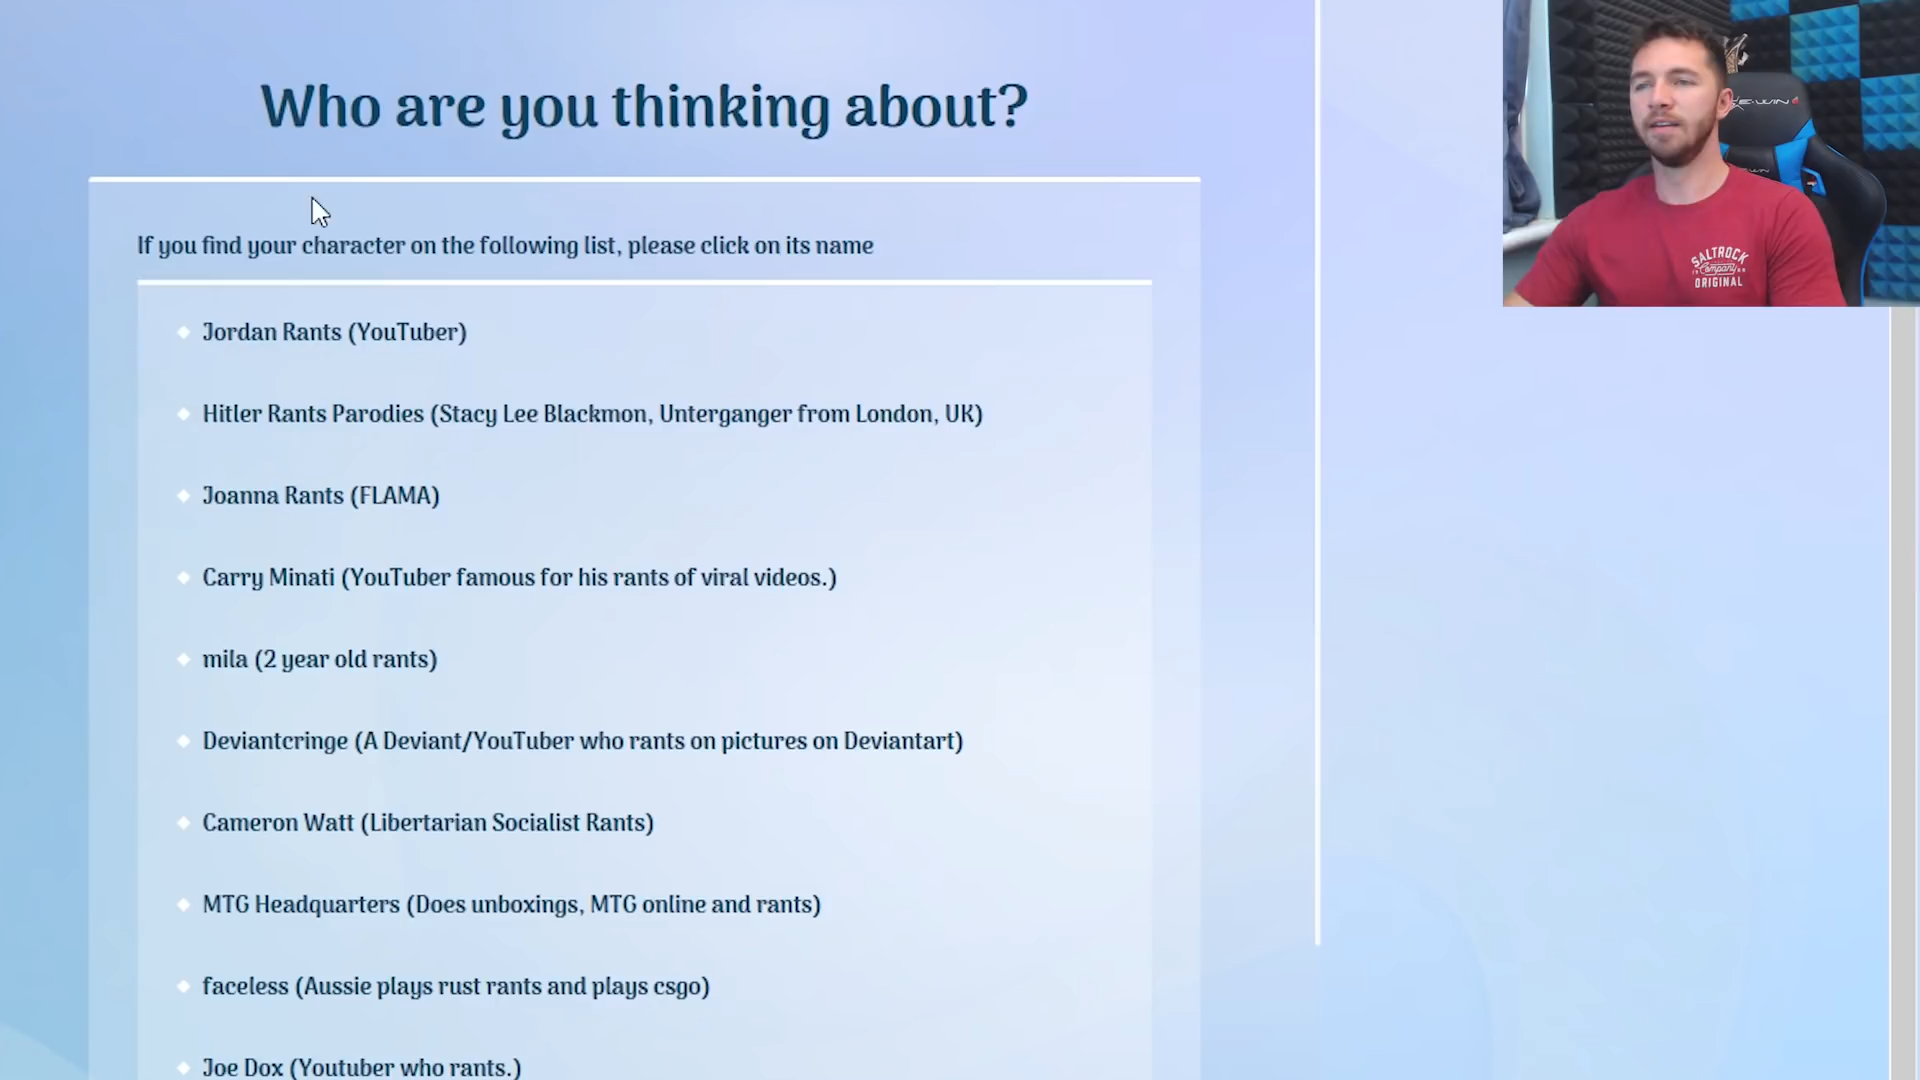 Who are you thinking about?
If you find your character on the following list, please click on its name
Jordan Rants (YouTuber)
Hitler Rants Parodies (Stacy Lee Blackmon, Unterganger from London, UK)
Joanna Rants (FLAMA)
Carry Minati (YouTuber famous for his rants of viral videos.)
mila (2 year old rants)
Deviantcringe (A Deviant/YouTuber who rants on pictures on Deviantart)
Cameron Watt (Libertarian Socialist Rants)
MTG Headquarters (Does unboxings, MTG online and rants)
faceless (Aussie plays rust rants and plays csgo)
Joe Dox (Youtuber who rants.)
E-WIN
SALTROCK
Company
ORIGINAL